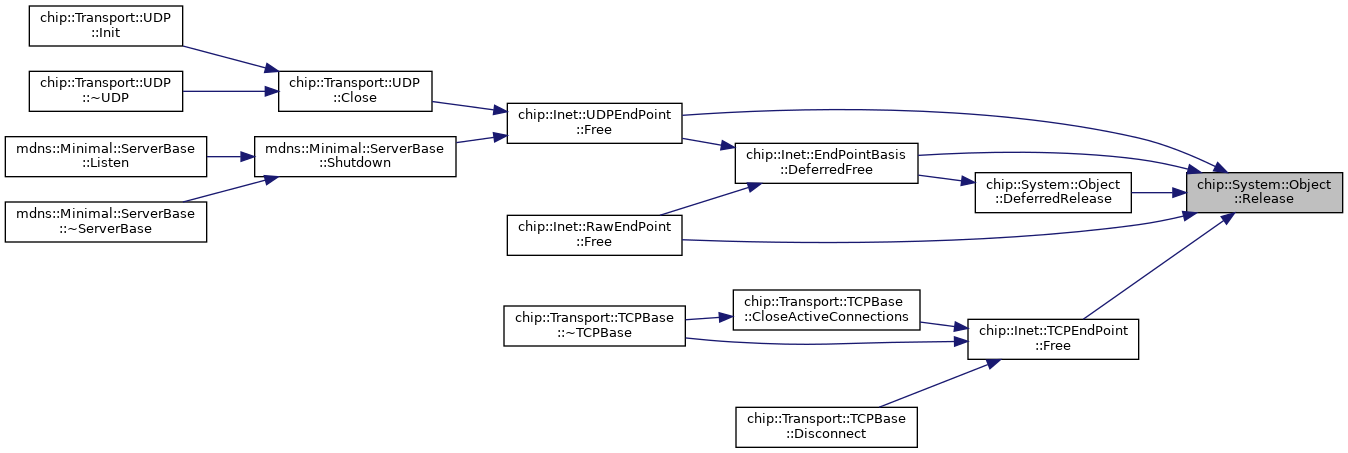 chip::Transport::UDP
::Init
chip::Transport::UDP
::~UDP
chip::Transport::UDP
::Close
mdns::Minimal::ServerBase
::Listen
mdns::Minimal::ServerBase
::~ServerBase
mdns::Minimal::ServerBase
::Shutdown
chip::Inet::UDPEndPoint
::Free
chip::Inet::EndPointBasis
::DeferredFree
chip::Inet::RawEndPoint
::Free
chip::System::Object
::DeferredRelease
chip::System::Object
::Release
chip::Transport::TCPBase
::~TCPBase
chip::Transport::TCPBase
::CloseActiveConnections
chip::Inet::TCPEndPoint
::Free
chip::Transport::TCPBase
::Disconnect